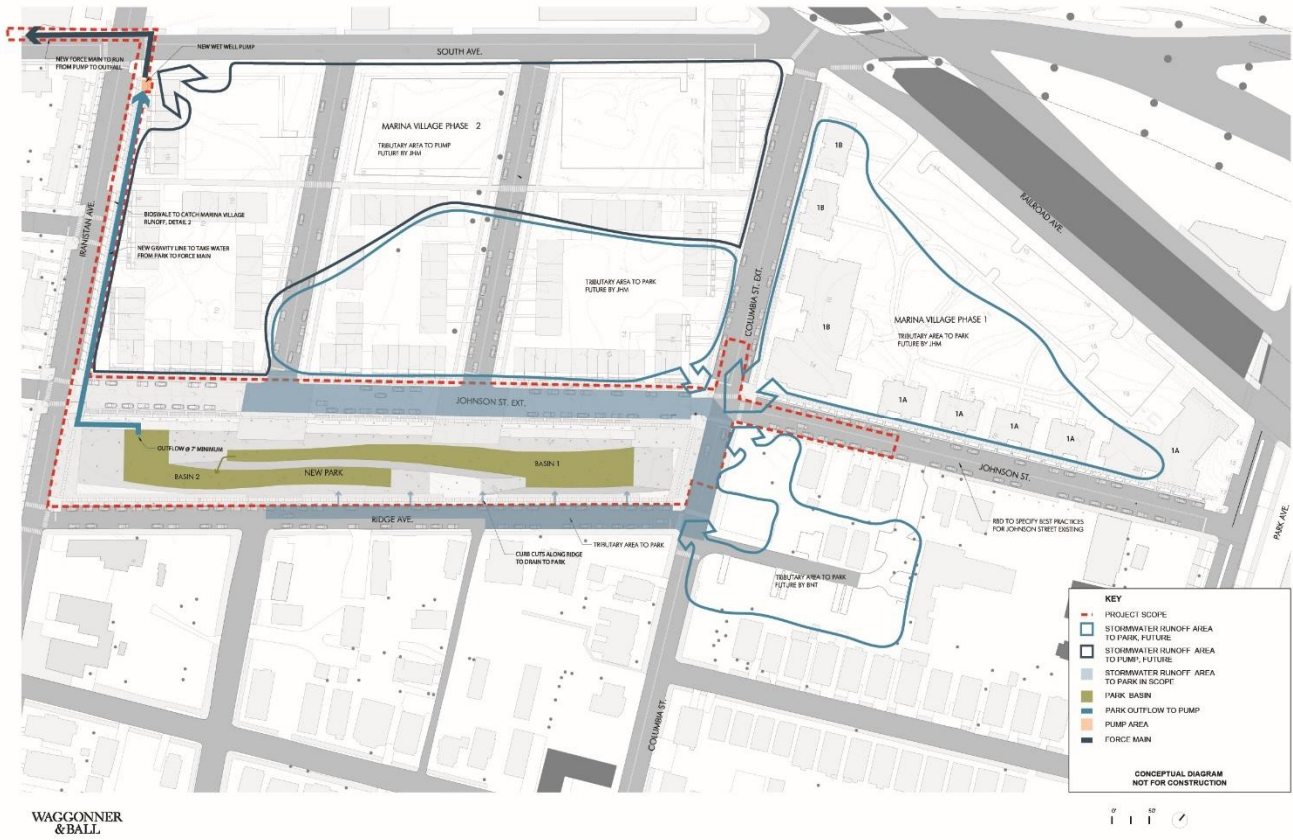 SOUTH AVE.
NEW WET WELL PUMP
NEW FORCE MAIN TO RUN
FROM PUMP TO OUTFALL
MARINA VILLAGE PHASE 2
TRIBUTARY AREA TO PUMP
FUTURE BY JHM
IRANISTAN AVE.
BIOSWALE TO CATCH MARINA VILLAGE
RUNOFF, DETAIL 2
NEW GRAVITY LINE TO TAKE WATER
FROM PARK TO FORCE MAIN
TRIBUTARY AREA TO PARK
FUTURE BY JHM
COLUMBIA ST. EXT.
RAILROAD AVE.
1B
1B
1B
MARINA VILLAGE PHASE 1
TRIBUTARY AREA TO PARK
FUTURE BY JHM
1A
1A
1A
1A
1A
JOHNSON ST. EXT.
JOHNSON ST.
PARK AVE.
OUTFLOW @ 7' MINIMUM
BASIN 2
NEW PARK
BASIN 1
RIDGE AVE.
TRIBUTARY AREA TO PARK
CURB CUTS ALONG RIDGE
TO DRAIN TO PARK
RBD TO SPECIFY BEST PRACTICES
FOR JOHNSON STREET EXISTING
TRIBUTARY AREA TO PARK
FUTURE BY BNT
COLUMBIA ST.
KEY
PROJECT SCOPE
STORMWATER RUNOFF AREA
TO PARK, FUTURE
STORMWATER RUNOFF AREA
TO PUMP, FUTURE
STORMWATER RUNOFF AREA
TO PARK IN SCOPE
PARK BASIN
PARK OUTFLOW TO PUMP
PUMP AREA
FORCE MAIN
CONCEPTUAL DIAGRAM
NOT FOR CONSTRUCTION
WAGGONNER
&BALL
0' 50'